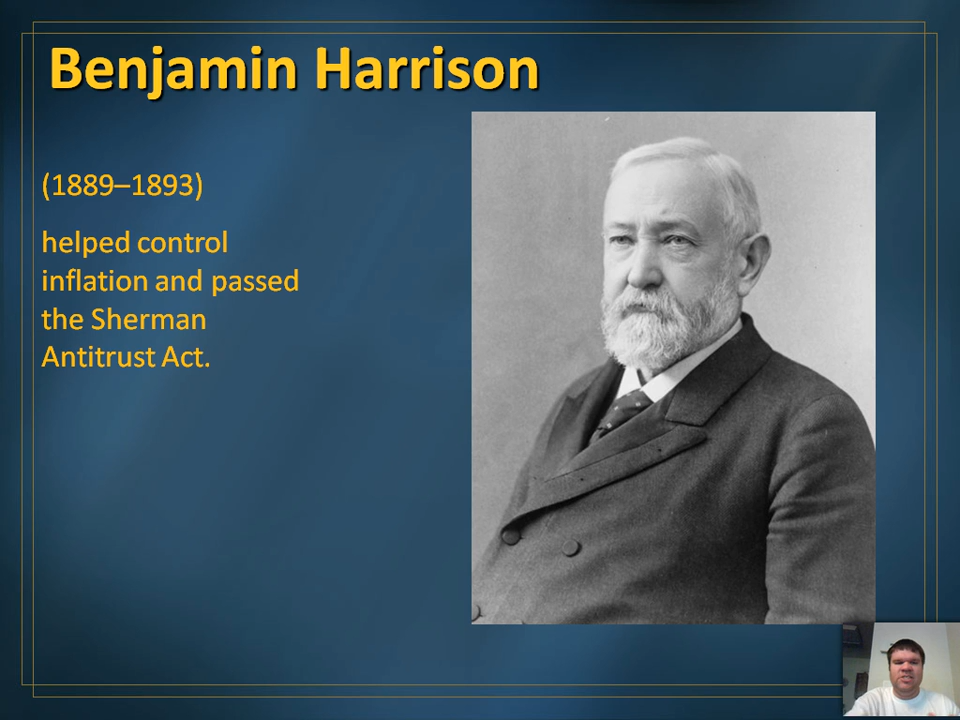 Benjamin Harrison
(1889–1893)
helped control
inflation and passed
the Sherman
Antitrust Act.